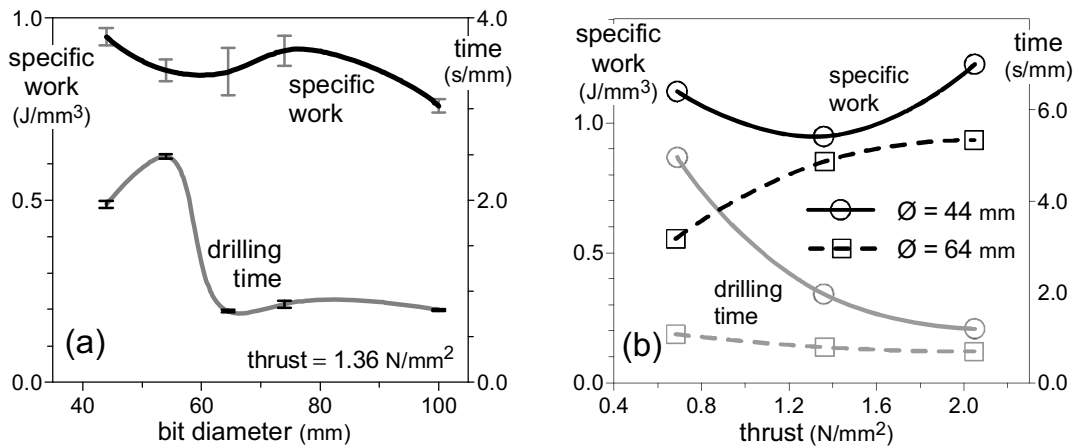 1.0
0.5
0.0
specific
work
(J/mm³)
4.0
2.0
0.0
time
(s/mm)
specific
work
drilling
time
(a)
thrust = 1.36 N/mm²
40
60
80
100
bit diameter (mm)
specific
work
(J/mm³)
1.0
0.5
0.0
time
(s/mm)
6.0
4.0
2.0
0.0
specific
work
Ø = 44 mm
Ø = 64 mm
drilling
time
(b)
0.4
0.8
1.2
1.6
2.0
thrust (N/mm²)